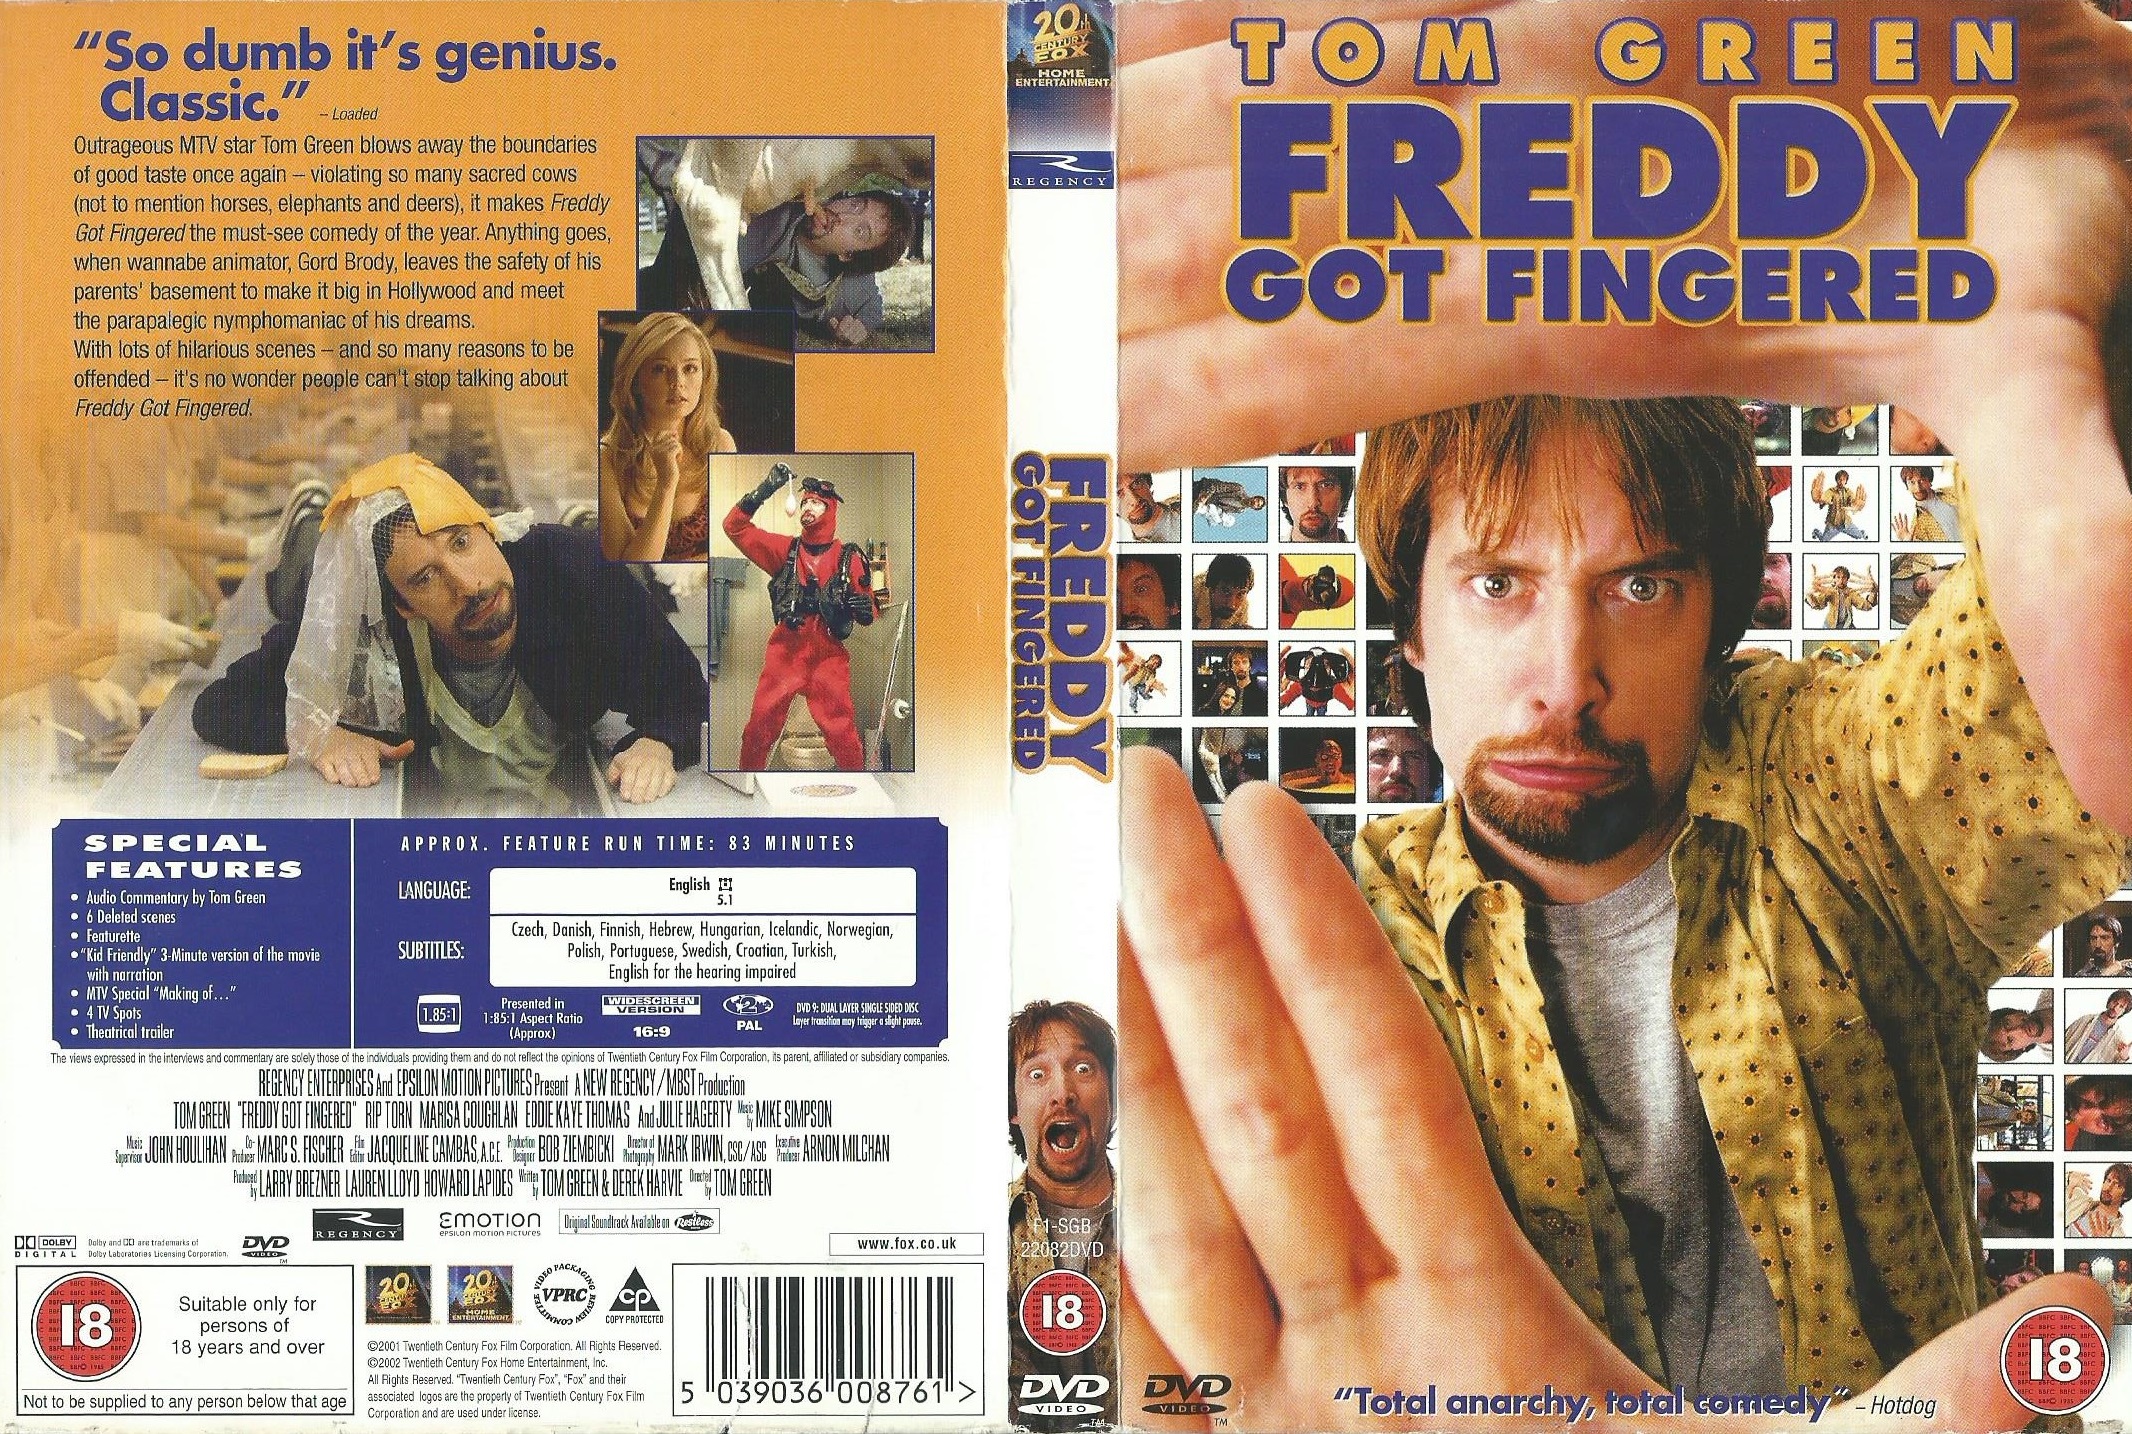 “So dumb it’s genius.
Classic.” – Loaded
Outrageous MTV star Tom Green blows away the boundaries
of good taste once again – violating so many sacred cows
(not to mention horses, elephants and deers), it makes Freddy
Got Fingered the must-see comedy of the year. Anything goes,
when wannabe animator, Gord Brody, leaves the safety of his
parents' basement to make it big in Hollywood and meet
the parapalegic nymphomaniac of his dreams.
With lots of hilarious scenes – and so many reasons to be
offended – it's no wonder people can't stop talking about
Freddy Got Fingered.
SPECIAL
FEATURES
• Audio Commentary by Tom Green
• 6 Deleted scenes
• Featurette
• “Kid Friendly” 3-Minute version of the movie
with narration
• MTV Special “Making of...”
• 4 TV Spots
• Theatrical trailer
APPROX. FEATURE RUN TIME: 83 MINUTES
LANGUAGE:
English
5.1
SUBTITLES:
Czech, Danish, Finnish, Hebrew, Hungarian, Icelandic, Norwegian,
Polish, Portuguese, Swedish, Croatian, Turkish,
English for the hearing impaired
1.85:1
Presented in
1:85:1 Aspect Ratio
(Approx)
WIDESCREEN
VERSION
16:9
2
PAL
DVD 9: DUAL LAYER SINGLE SIDED DISC
Layer transition may trigger a slight pause.
The views expressed in the interviews and commentary are solely those of the individuals providing them and do not reflect the opinions of Twentieth Century Fox Film Corporation, its parent, affiliated or subsidiary companies.
REGENCY ENTERPRISES And EPSILON MOTION PICTURES Present A NEW REGENCY/MBST Production
TOM GREEN "FREDDY GOT FINGERED" RIP TORN MARISA COUGHLAN EDDIE KAYE THOMAS And JULIE HAGERTY Music by MIKE SIMPSON
Music Supervisor JOHN HOULIHAN Co-Producer MARC S. FISCHER Film Editor JACQUELINE CAMBAS, A.C.E. Production Designer BOB ZIEMBICKI Director of Photography MARK IRWIN, CSC/ASC Executive Producer ARNON MILCHAN
Produced by LARRY BREZNER LAUREN LLOYD HOWARD LAPIDES Written by TOM GREEN & DEREK HARVIE Directed by TOM GREEN
REGENCY
EMOTION
EPSILON MOTION PICTURES
Original Soundtrack Available on Restless
DOLBY
DIGITAL
Dolby and DD are trademarks of
Dolby Laboratories Licensing Corporation.
DVD
VIDEO
TM
www.fox.co.uk
18
Suitable only for
persons of
18 years and over
Not to be supplied to any person below that age
20th
CENTURY
FOX
20th
CENTURY
FOX
HOME
ENTERTAINMENT
VIDEO PACKAGING REVIEW COMMITTEE
VPRC
CP
COPY PROTECTED
©2001 Twentieth Century Fox Film Corporation. All Rights Reserved.
©2002 Twentieth Century Fox Home Entertainment, Inc.
All Rights Reserved. “Twentieth Century Fox”, “Fox” and their
associated logos are the property of Twentieth Century Fox Film
Corporation and are used under license.
5 039036 008761 >
20th
CENTURY
FOX
HOME
ENTERTAINMENT
REGENCY
FREDDY
GOT FINGERED
F1-SGB
22082DVD
18
DVD
VIDEO
TM
TOM GREEN
FREDDY
GOT FINGERED
DVD
VIDEO
TM
“Total anarchy, total comedy” – Hotdog
18